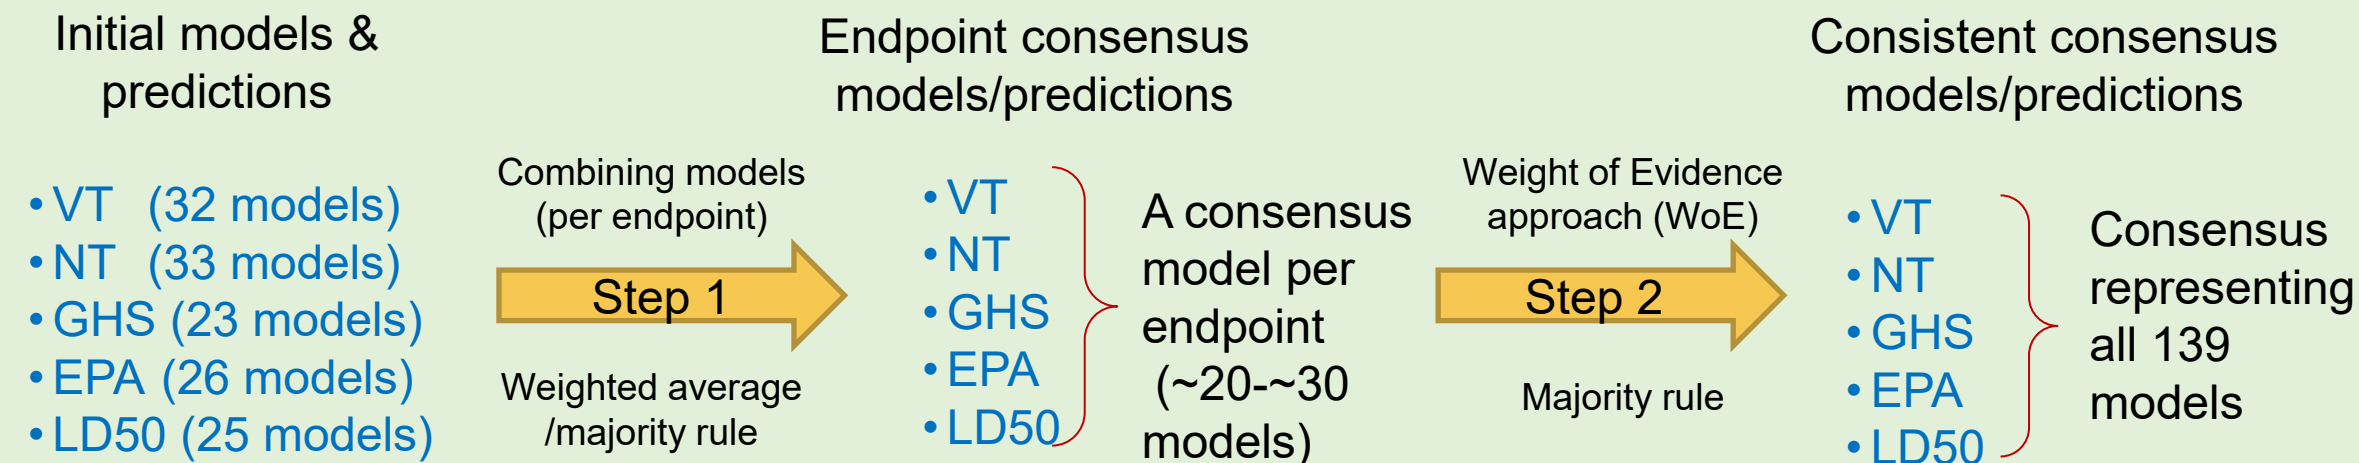 Initial models &
predictions
• VT (32 models)
• NT (33 models)
• GHS (23 models)
• EPA (26 models)
• LD50 (25 models)
Combining models
(per endpoint)
Step 1
Weighted average
/majority rule
Endpoint consensus
models/predictions
• VT
• NT
• GHS
• EPA
• LD50
A consensus
model per
endpoint
(~20-~30
models)
Weight of Evidence
approach (WoE)
Step 2
Majority rule
Consistent consensus
models/predictions
• VT
• NT
• GHS
• EPA
• LD50
Consensus
representing
all 139
models